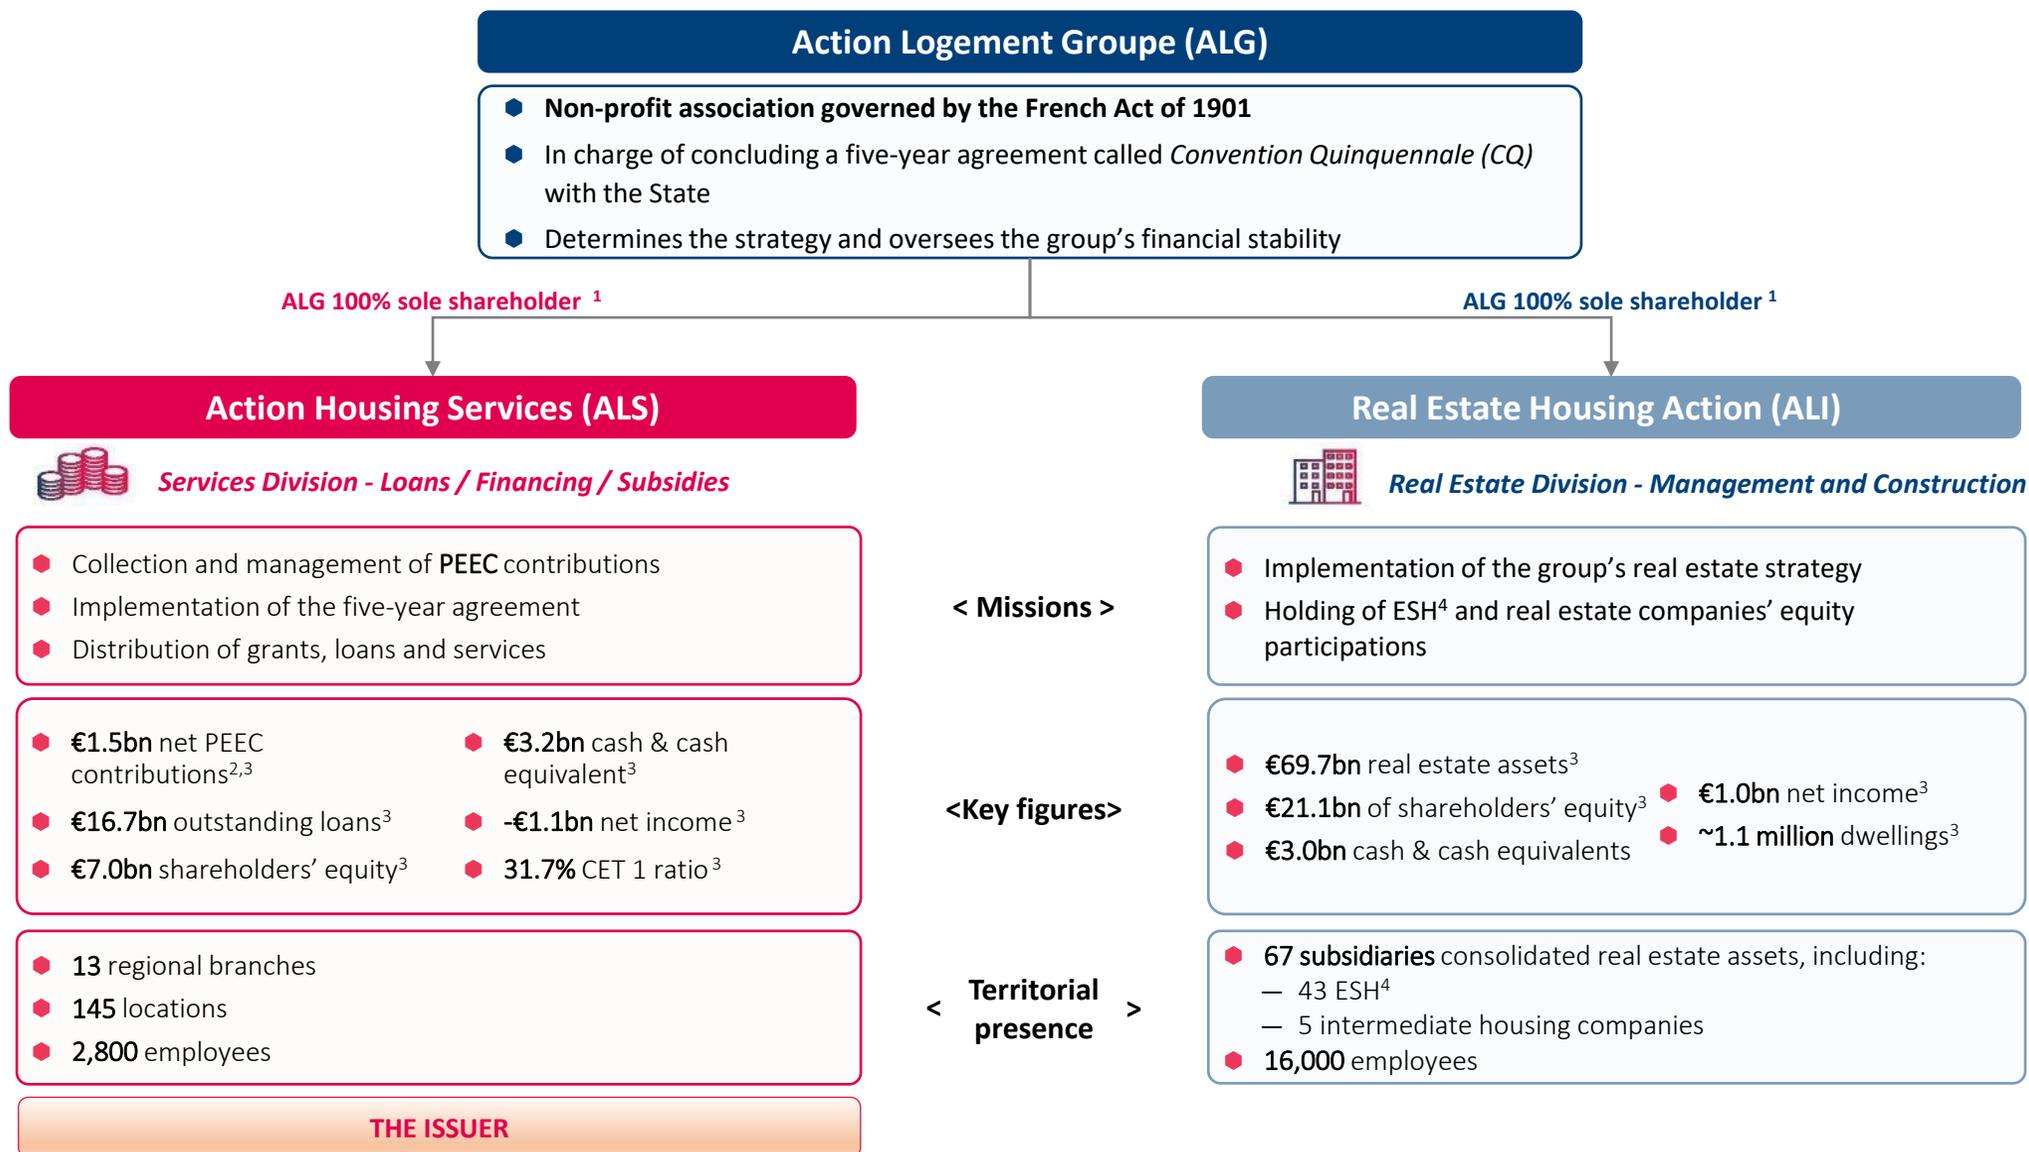 Action Logement Groupe (ALG)
Non-profit association governed by the French Act of 1901
In charge of concluding a five-year agreement called Convention Quinquennale (CQ)
with the State
Determines the strategy and oversees the group's financial stability
ALG 100% sole shareholder 1
ALG 100% sole shareholder 1
Action Housing Services (ALS)
Services Division - Loans / Financing / Subsidies
Collection and management of PEEC contributions
Implementation of the five-year agreement
Distribution of grants, loans and services
Real Estate Housing Action (ALI)
Real Estate Division - Management and Construction
< Missions >
Implementation of the group's real estate strategy
Holding of ESH4 and real estate companies' equity
participations
€1.5bn net PEEC
contributions2,3
€16.7bn outstanding loans3
€7.0bn shareholders' equity3
€3.2bn cash & cash
equivalent3
-€1.1bn net income 3
31.7% CET 1 ratio 3
<Key figures>
€69.7bn real estate assets3
€21.1bn of shareholders' equity3
€3.0bn cash & cash equivalents
€1.0bn net income3
~1.1 million dwellings3
13 regional branches
145 locations
2,800 employees
< Territorial >
presence
67 subsidiaries consolidated real estate assets, including:
— 43 ESH4
— 5 intermediate housing companies
16,000 employees
THE ISSUER